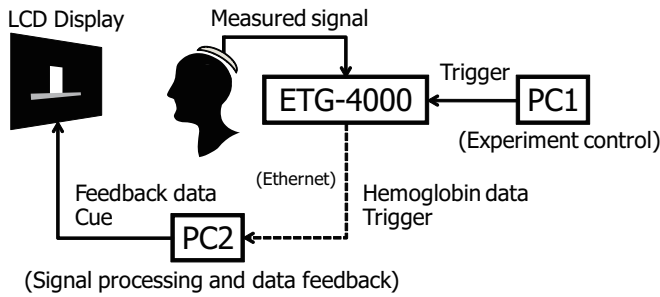 LCD Display
Measured signal
ETG-4000
Trigger
PC1
(Experiment control)
(Ethernet)
Hemoglobin data
Trigger
Feedback data
Cue
PC2
(Signal processing and data feedback)